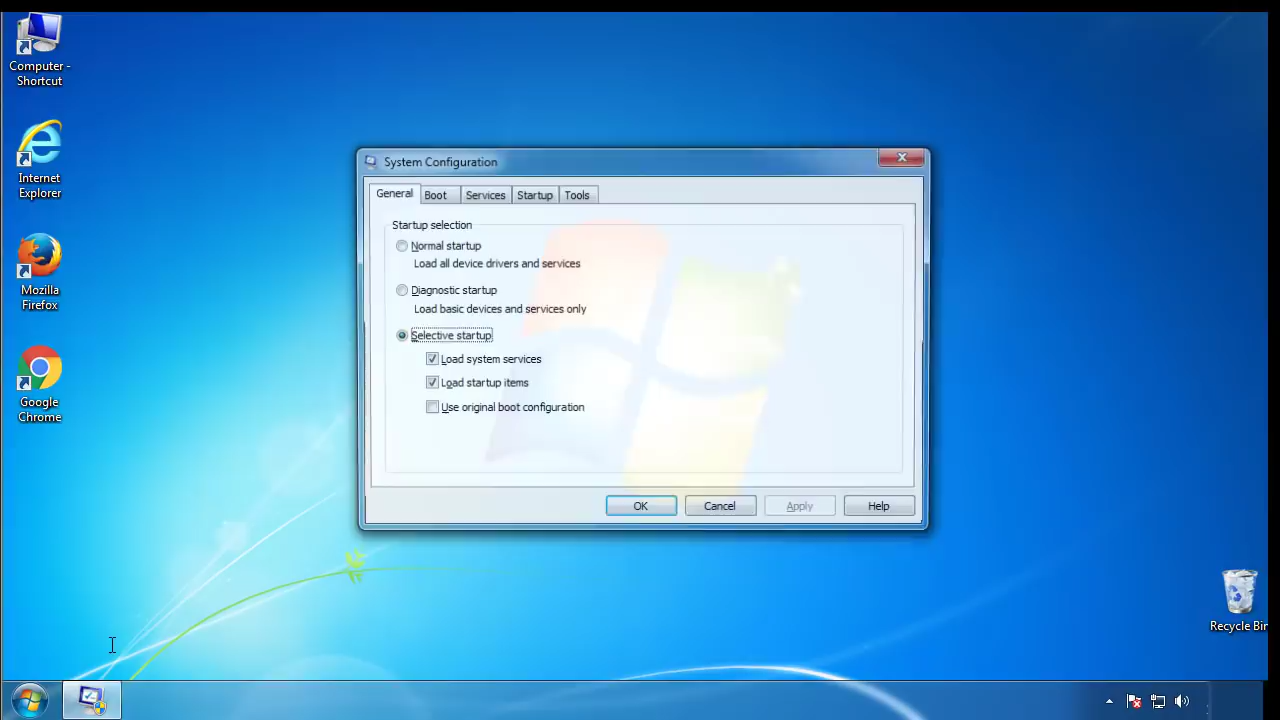 Computer -
Shortcut
Internet
Explorer
Mozilla
Firefox
Google
Chrome
System Configuration
General Boot Services Startup Tools
Startup selection
Normal startup
Load all device drivers and services
Diagnostic startup
Load basic devices and services only
Selective startup
Load system services
Load startup items
Use original boot configuration
OK Cancel Apply Help
Recycle Bin